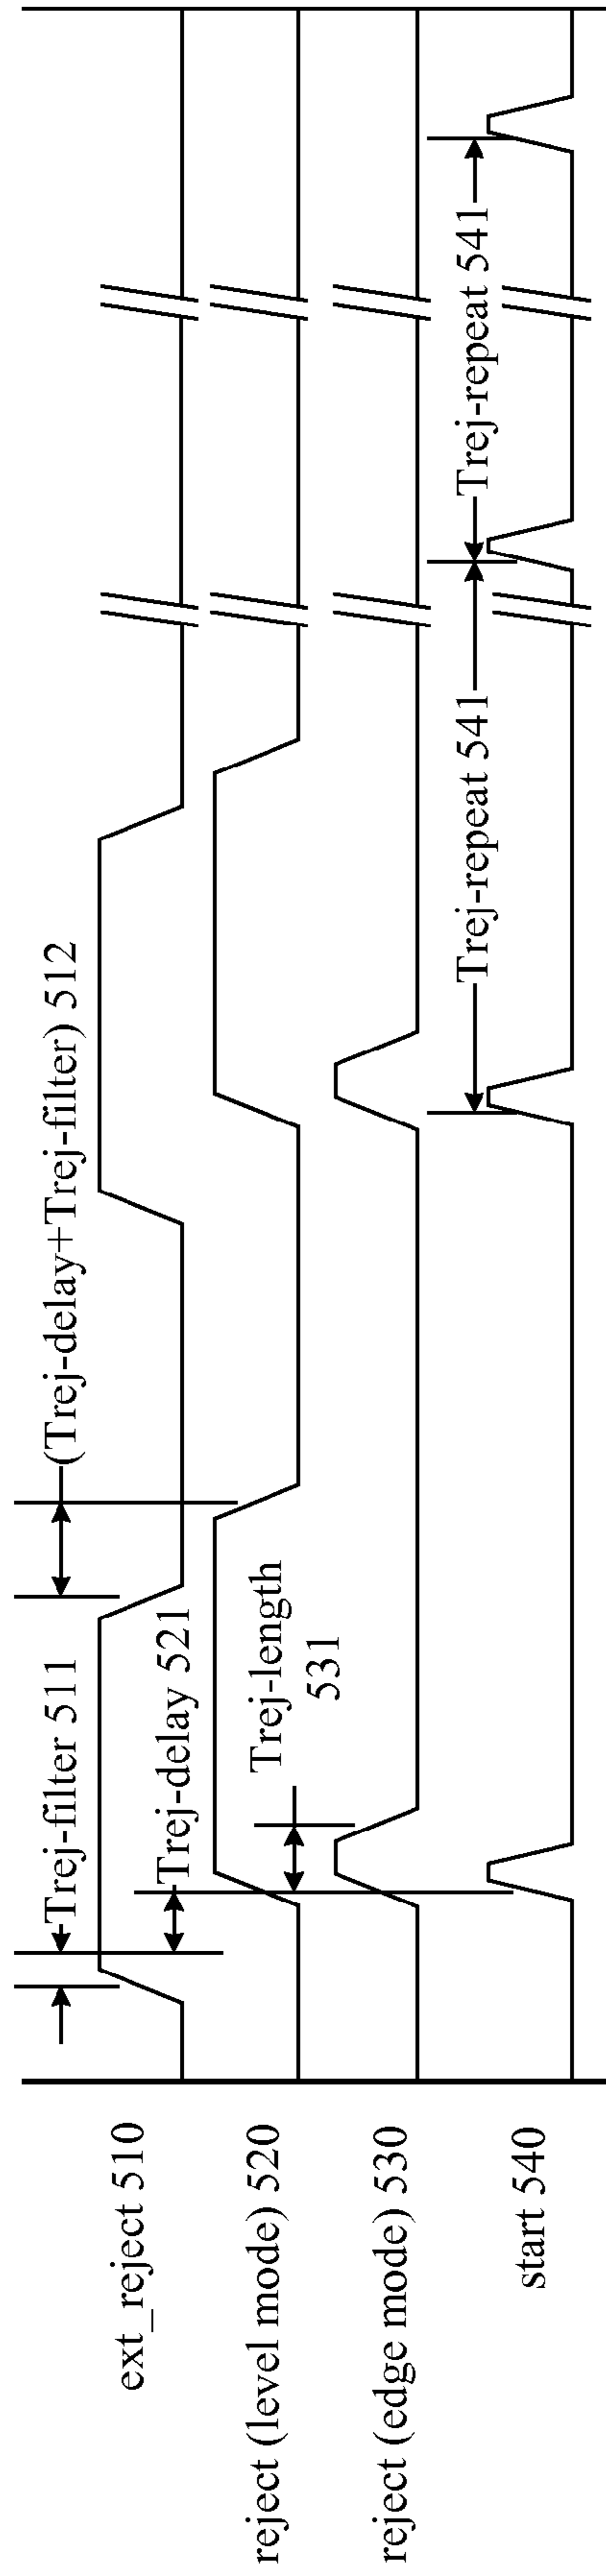 ext_reject 510
Trej-filter 511
(Trej-delay+Trej-filter) 512
reject (level mode) 520
Trej-delay 521
reject (edge mode) 530
Trej-length
531
start 540
Trej-repeat 541
Trej-repeat 541